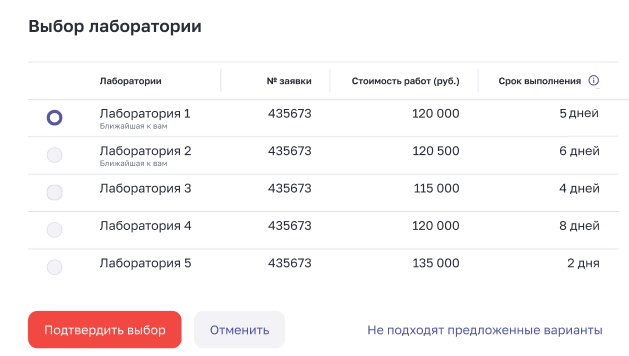 Выбор лаборатории
Лаборатории № заявки Стоимость работ (руб.) Срок выполнения
Лаборатория 1 435673 120 000 5 дней
Ближайшая к вам
Лаборатория 2 435673 120 500 6 дней
Ближайшая к вам
Лаборатория 3 435673 115 000 4 дней
Лаборатория 4 435673 120 000 8 дней
Лаборатория 5 435673 135 000 2 дня
Подтвердить выбор Отменить Не подходят предложенные варианты